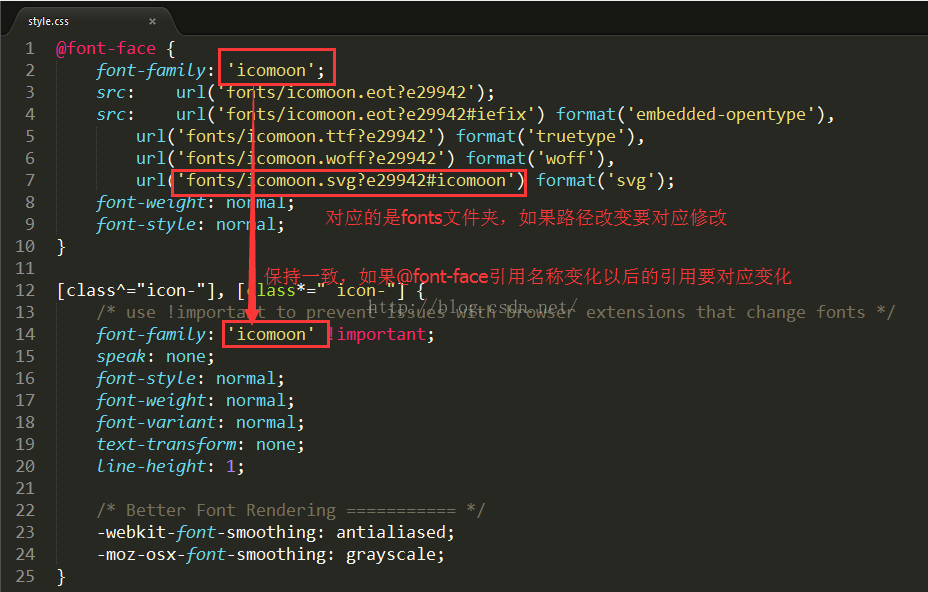 style.css ×
1 @font-face {
2 font-family: 'icomoon';
3 src: url('fonts/icomoon.eot?e29942');
4 src: url('fonts/icomoon.eot?e29942#iefix') format('embedded-opentype'),
5 url('fonts/icomoon.ttf?e29942') format('truetype'),
6 url('fonts/icomoon.woff?e29942') format('woff'),
7 url('fonts/icomoon.svg?e29942#icomoon') format('svg');
8 font-weight: normal;
9 font-style: normal;
对应的是fonts文件夹，如果路径改变要对应修改
10 }
11
保持一致，如果@font-face引用名称变化以后的引用要对应变化
12 [class^="icon-"], [class*=" icon-"] {
http://blog.csdn.net/
13 /* use !important to prevent issues with browser extensions that change fonts */
14 font-family: 'icomoon' !important;
15 speak: none;
16 font-style: normal;
17 font-weight: normal;
18 font-variant: normal;
19 text-transform: none;
20 line-height: 1;
21
22 /* Better Font Rendering =========== */
23 -webkit-font-smoothing: antialiased;
24 -moz-osx-font-smoothing: grayscale;
25 }